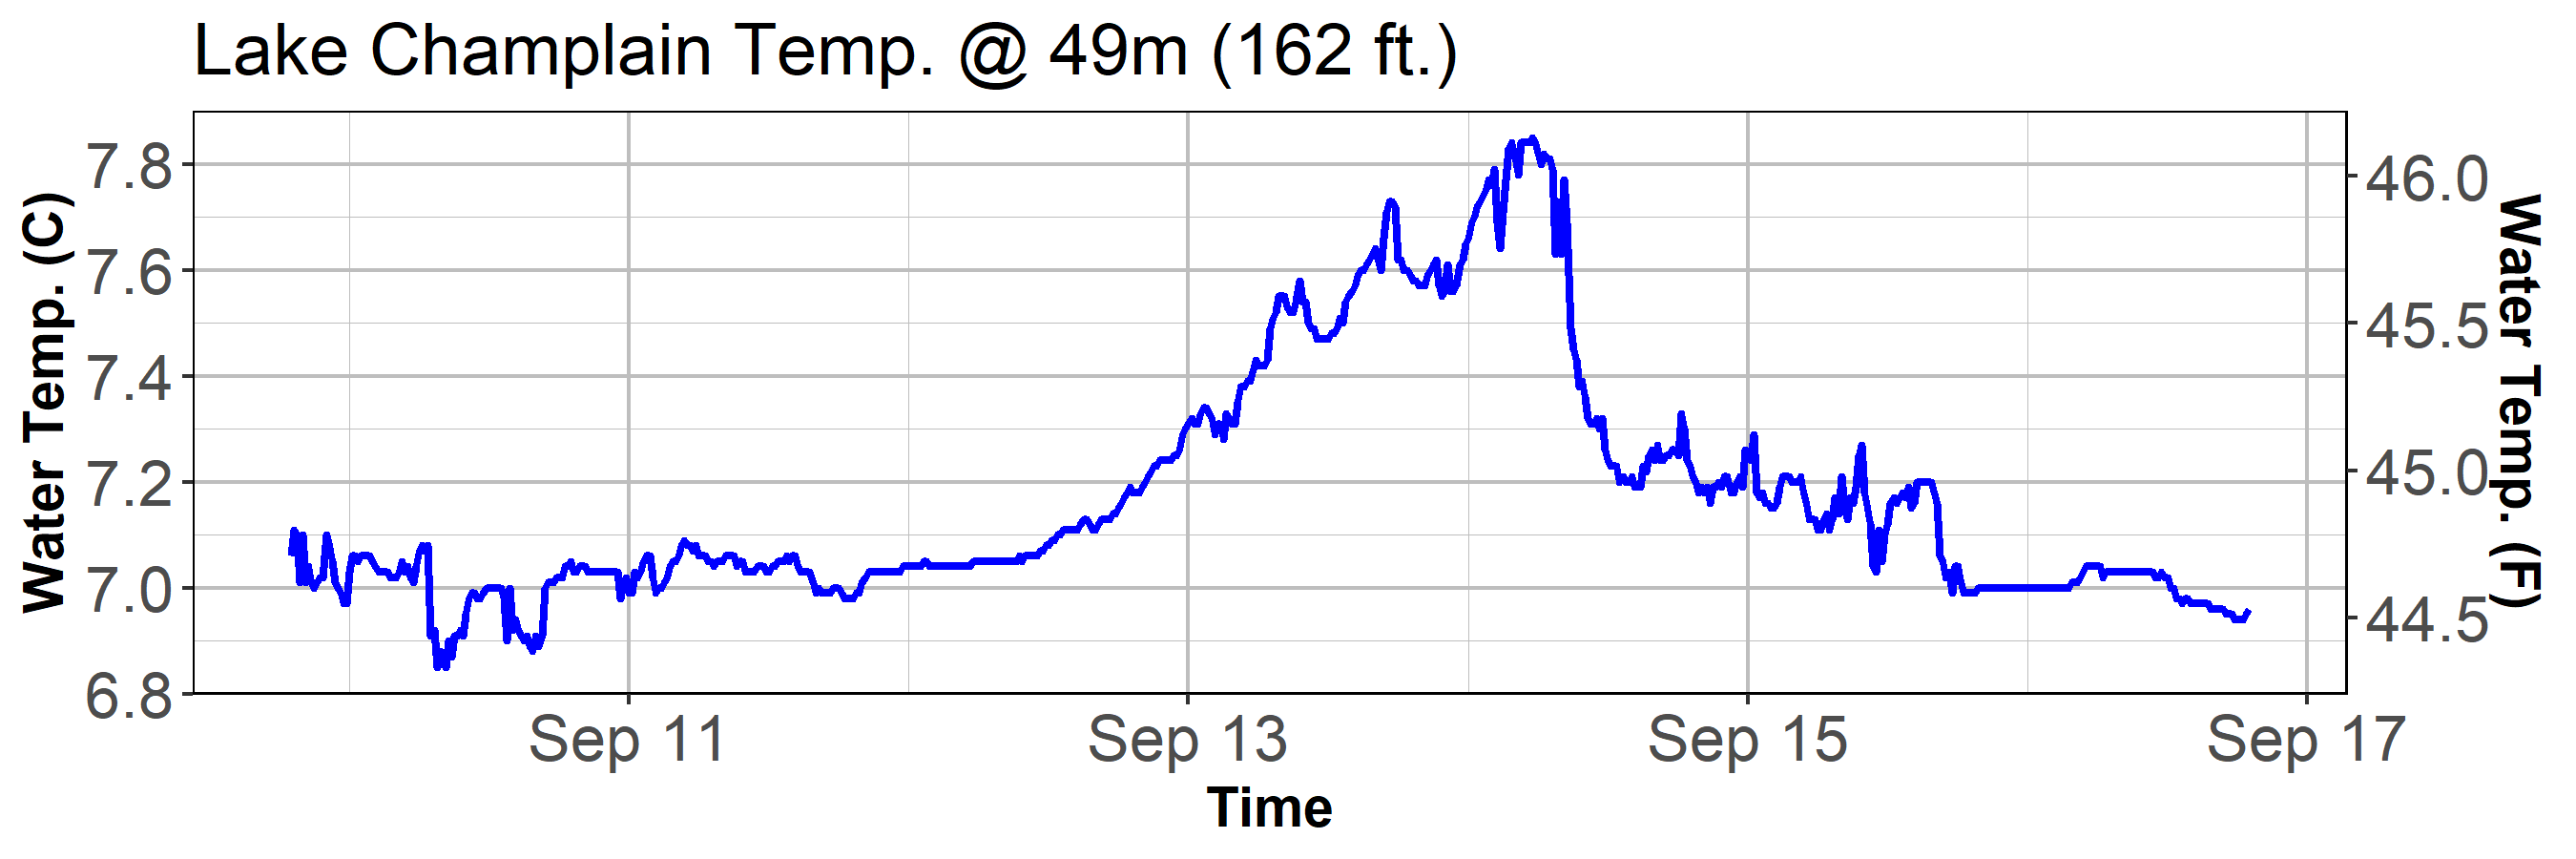 Lake Champlain Temp. @ 49m (162 ft.)
Water Temp. (C)
7.8
7.6
7.4
7.2
7.0
6.8
46.0
45.5
45.0
44.5
Water Temp. (F)
Sep 11
Sep 13
Sep 15
Sep 17
Time